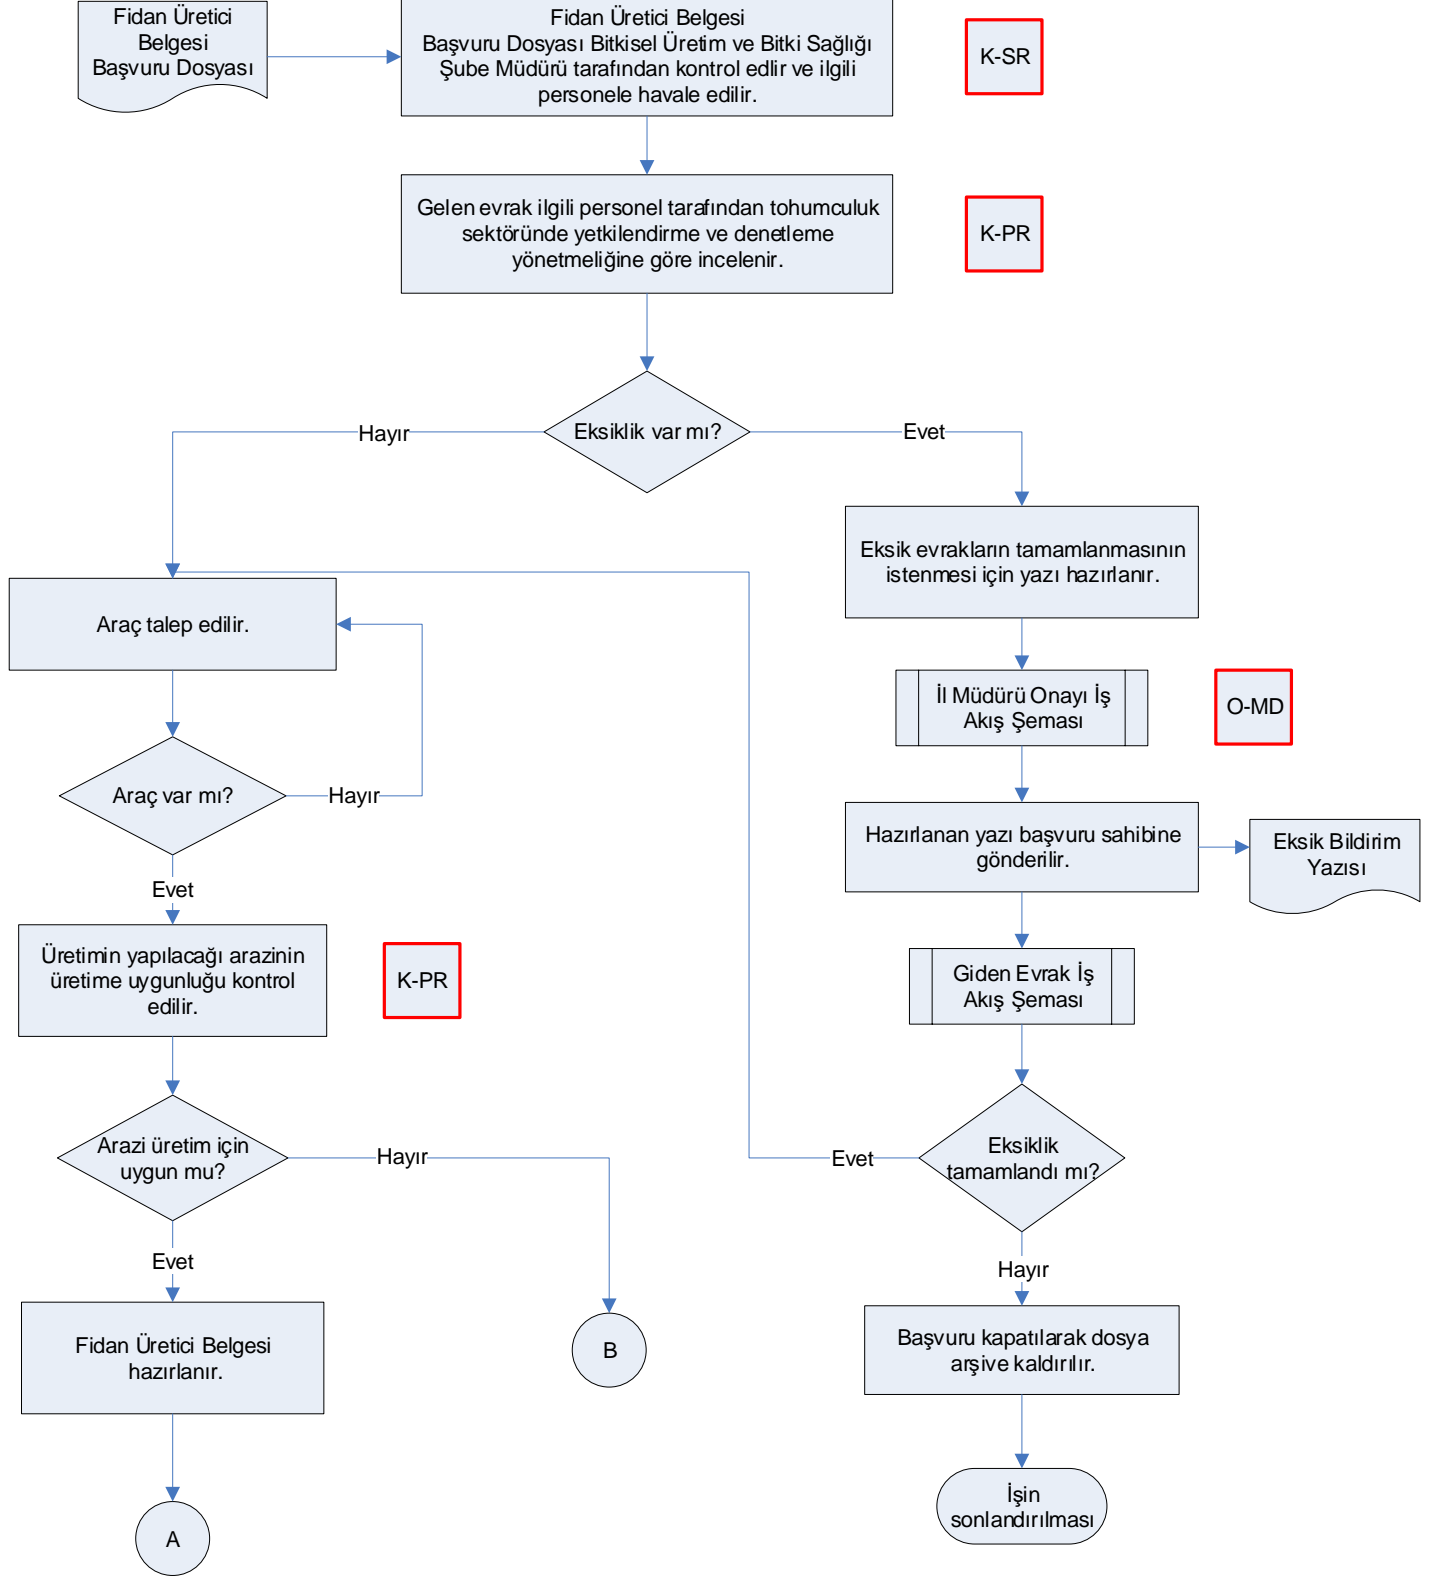 Fidan Üretici
Belgesi
Başvuru Dosyası
Fidan Üretici Belgesi
Başvuru Dosyası Bitkisel Üretim ve Bitki Sağlığı
Şube Müdürü tarafından kontrol edlir ve ilgili
personele havale edilir.
K-SR
Gelen evrak ilgili personel tarafından tohumculuk
sektöründe yetkilendirme ve denetleme
yönetmeliğine göre incelenir.
K-PR
Eksiklik var mı?
Hayır
Evet
Eksik evrakların tamamlanmasının
istenmesi için yazı hazırlanır.
Araç talep edilir.
İl Müdürü Onayı İş
Akış Şeması
O-MD
Araç var mı?
Hayır
Hazırlanan yazı başvuru sahibine
gönderilir.
Eksik Bildirim
Yazısı
Evet
Üretimin yapılacağı arazinin
üretime uygunluğu kontrol
edilir.
K-PR
Giden Evrak İş
Akış Şeması
Arazi üretim için
uygun mu?
Hayır
Evet
Eksiklik
tamamlandı mı?
Evet
Hayır
Fidan Üretici Belgesi
hazırlanır.
B
Başvuru kapatılarak dosya
arşive kaldırılır.
A
İşin
sonlandırılması